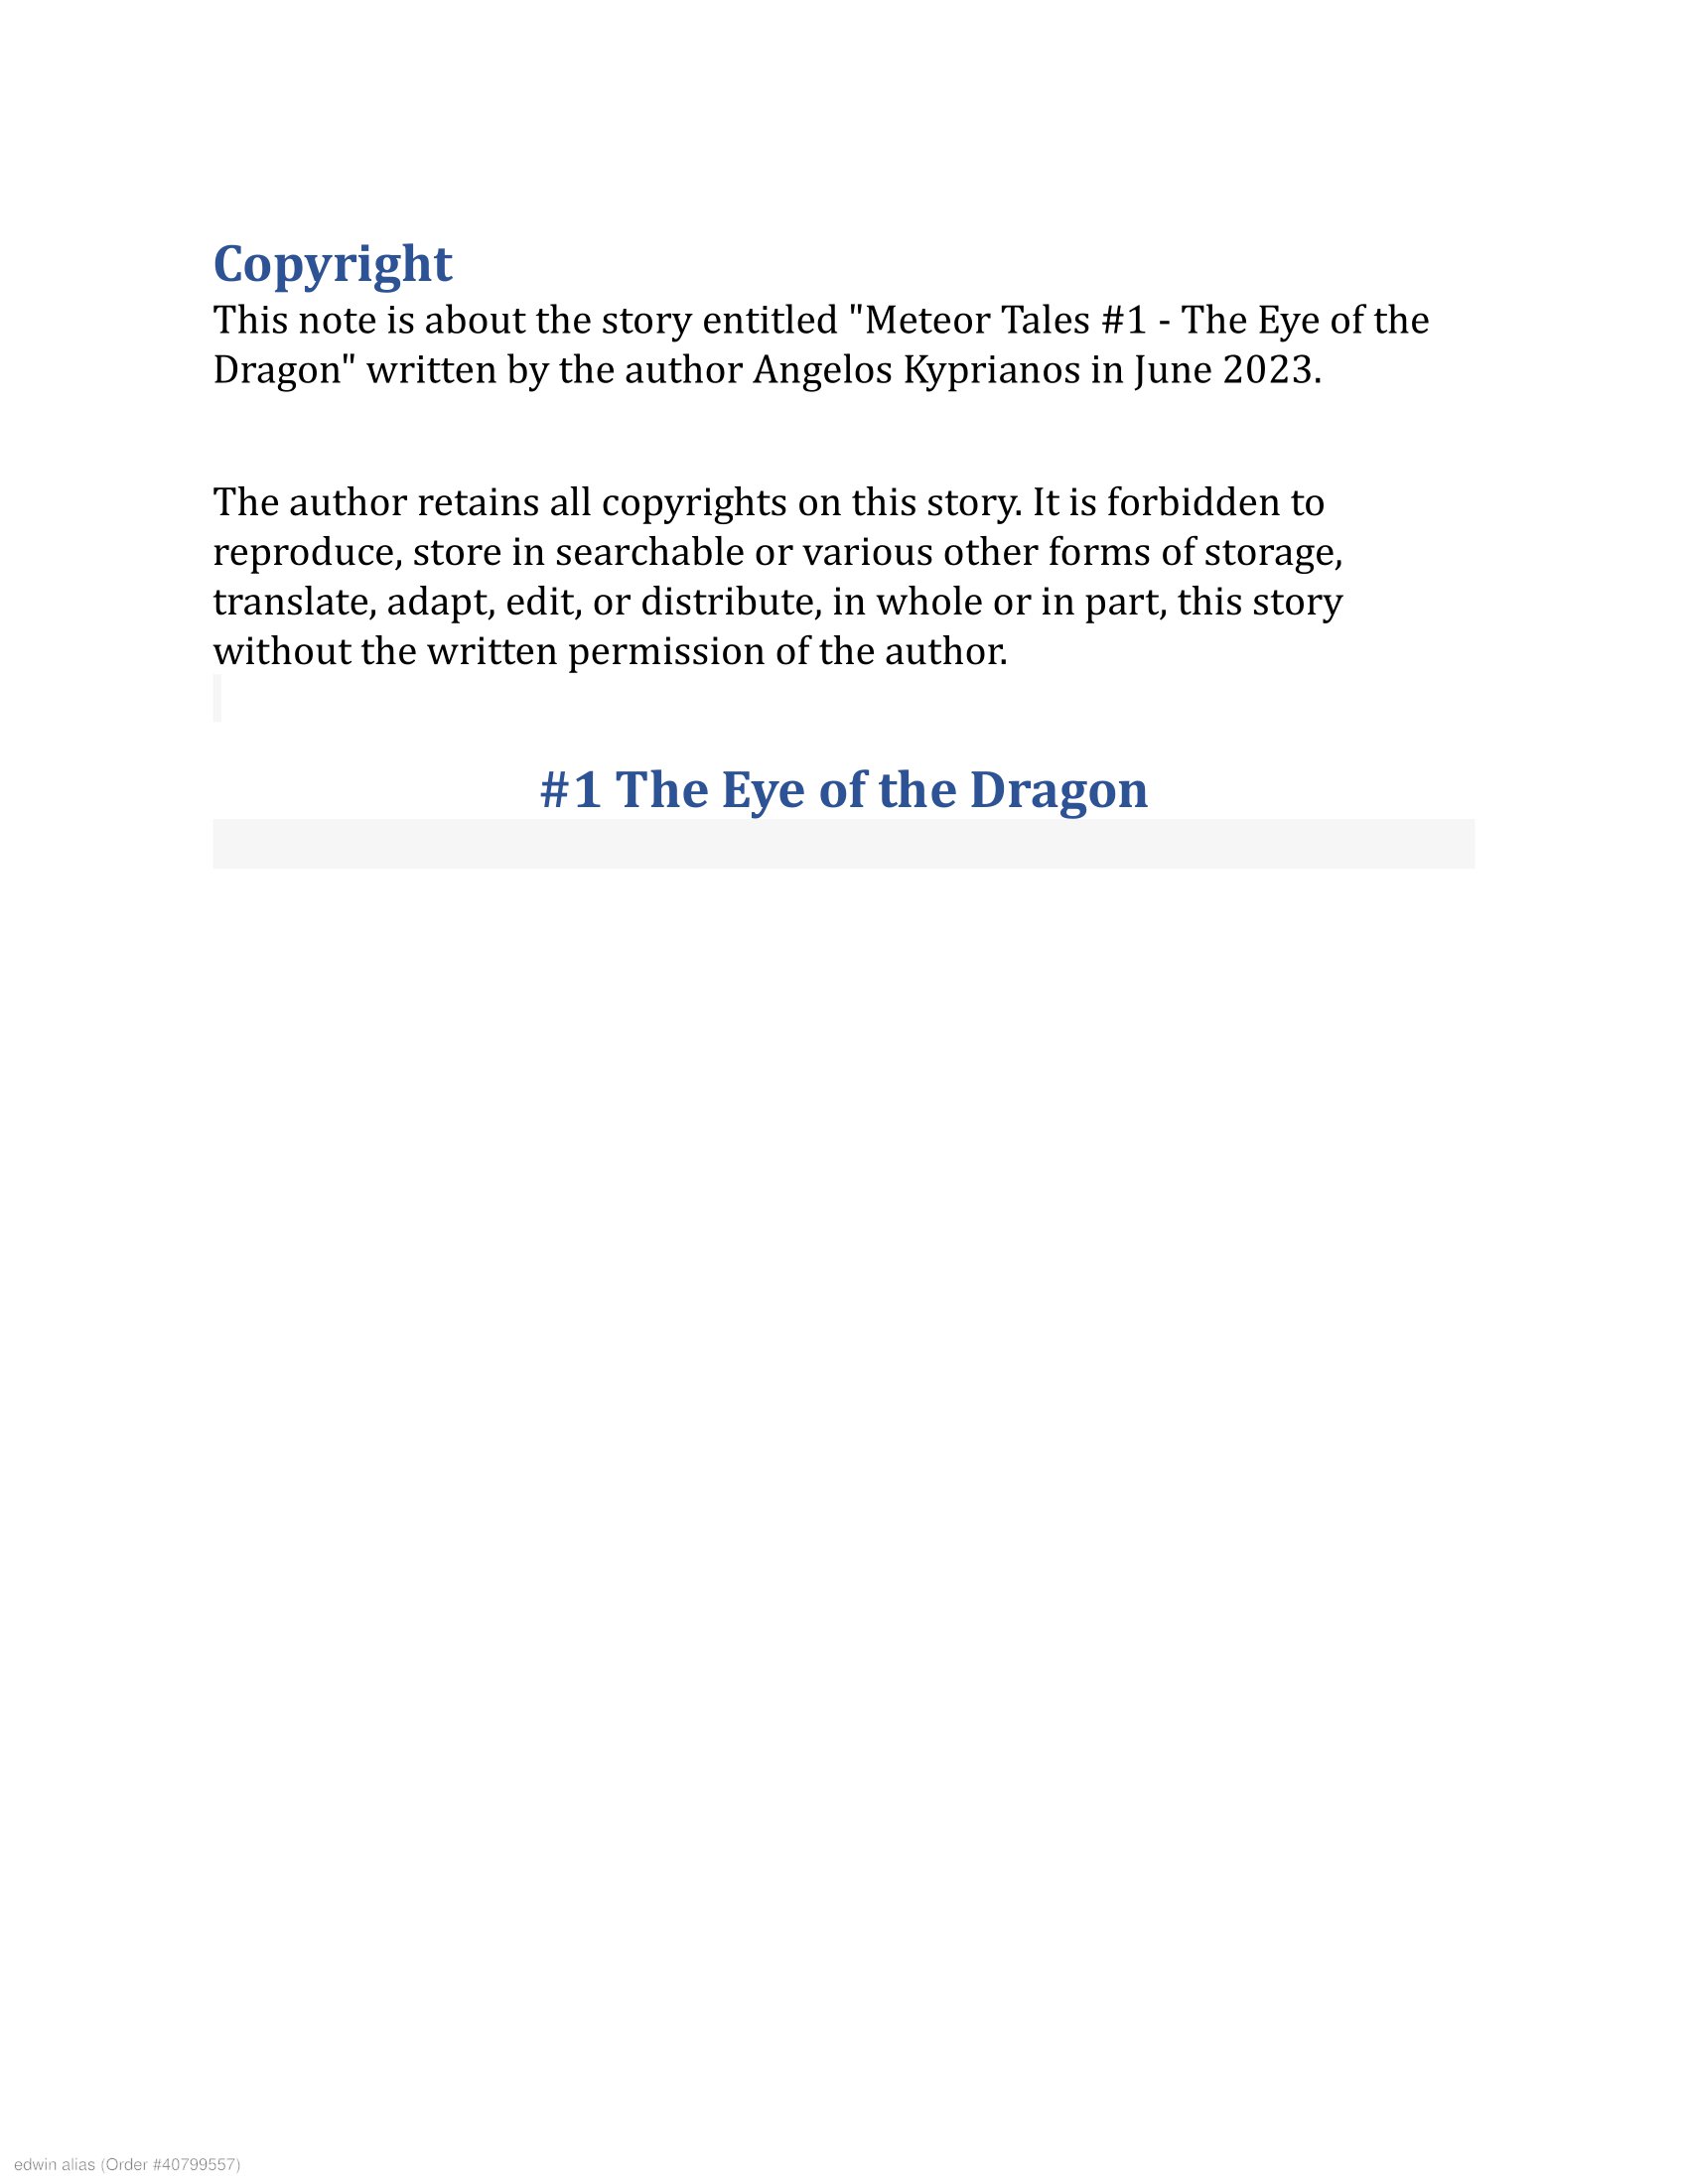 Copyright
This note is about the story entitled "Meteor Tales #1 - The Eye of the
Dragon" written by the author Angelos Kyprianos in June 2023.
The author retains all copyrights on this story. It is forbidden to
reproduce, store in searchable or various other forms of storage,
translate, adapt, edit, or distribute, in whole or in part, this story
without the written permission of the author.
#1 The Eye of the Dragon
edwin alias (Order #40799557)